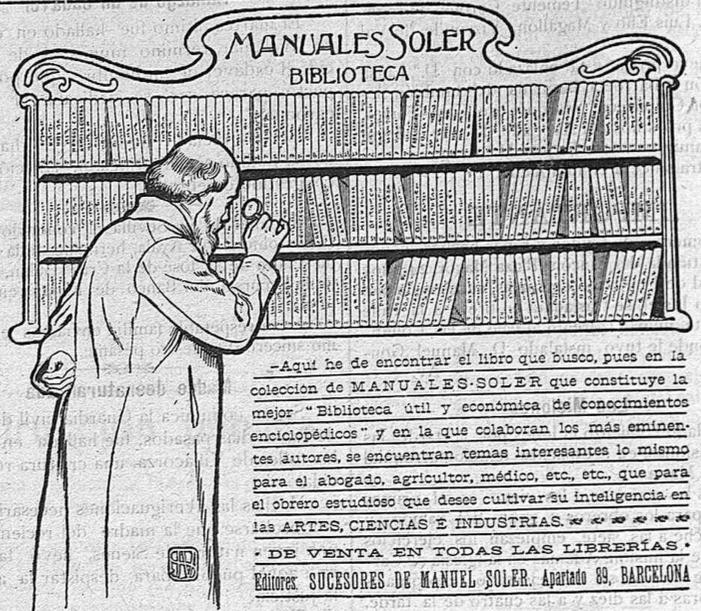 MANUALES SOLER
BIBLIOTECA
—Aquí he de encontrar el libro que busco, pues en la
colección de MANUALES-SOLER que constituye la
mejor "Biblioteca útil y económica de conocimientos
enciclopédicos" y en la que colaboran los más eminen-
tes autores, se encuentran temas interesantes lo mismo
para el abogado, agricultor, médico, etc., etc., que para
el obrero estudioso que desee cultivar su inteligencia en
las ARTES, CIENCIAS É INDUSTRIAS.
· DE VENTA EN TODAS LAS LIBRERÍAS ·
Editores, SUCESORES DE MANUEL SOLER. Apartado 89, BARCELONA